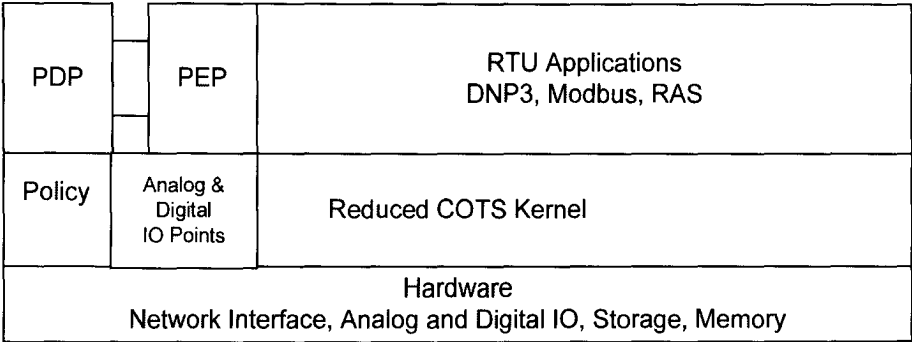 PDP
PEP
RTU Applications
DNP3, Modbus, RAS
Policy
Analog &
Digital
IO Points
Reduced COTS Kernel
Hardware
Network Interface, Analog and Digital IO, Storage, Memory